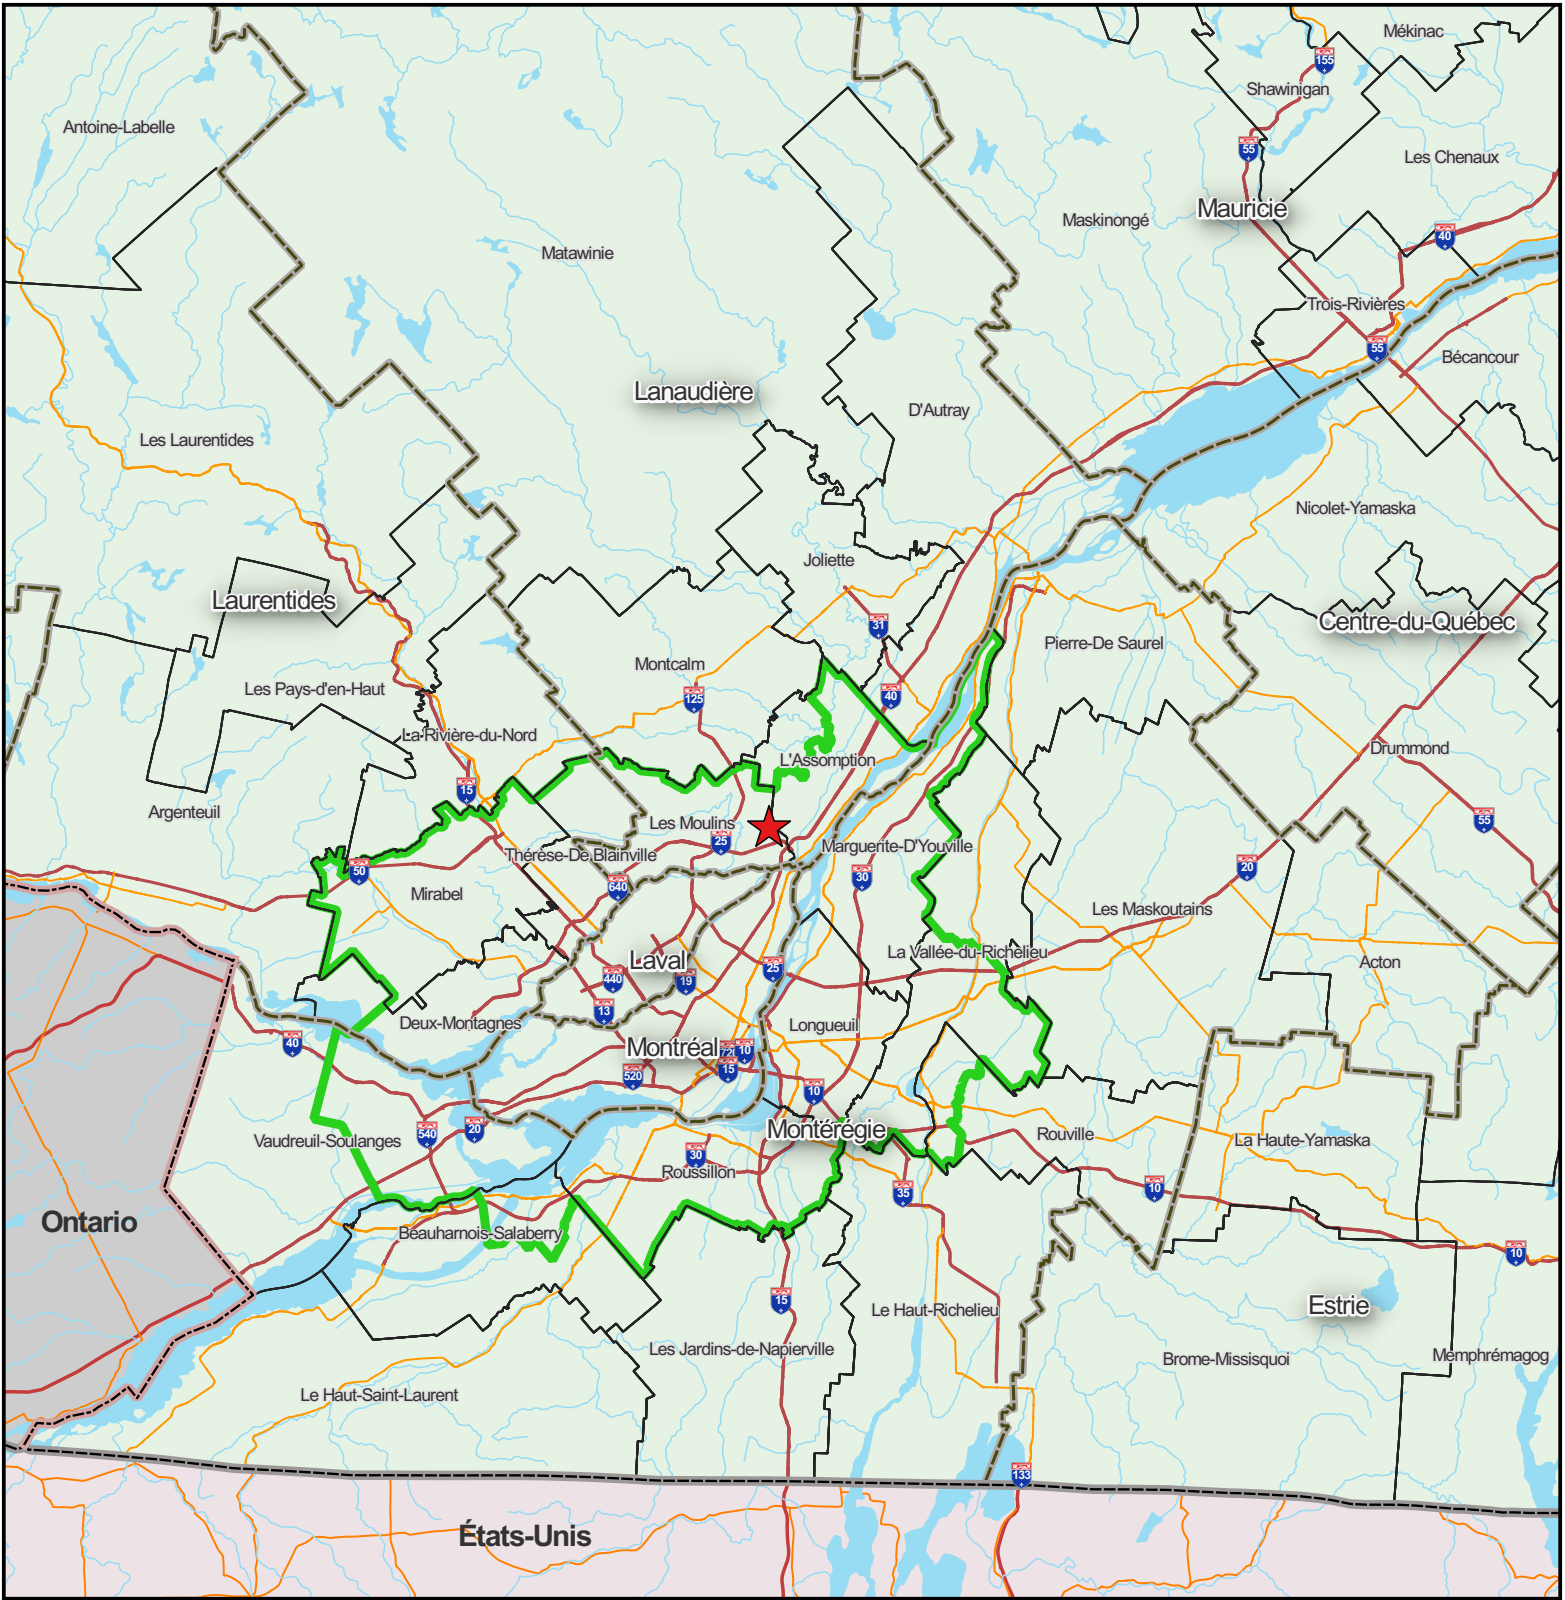 Mékinac
155
Shawinigan
Antoine-Labelle
55
Les Chenaux
Mauricie
Maskinongé
40
Matawinie
Trois-Rivières
55
Bécancour
Lanaudière
D'Autray
Les Laurentides
Nicolet-Yamaska
Joliette
Laurentides
31
Centre-du-Québec
Pierre-De Saurel
Montcalm
Les Pays-d'en-Haut
125
40
La Rivière-du-Nord
Drummond
L'Assomption
15
Argenteuil
55
Les Moulins
25
Marguerite-D'Youville
Thérèse-De Blainville
50
20
30
640
Mirabel
Les Maskoutains
La Vallée-du-Richelieu
Laval
Acton
25
440
19
13
Deux-Montagnes
Longueuil
40
Montréal
720
10
15
520
10
Montérégie
20
540
Vaudreuil-Soulanges
Rouville
La Haute-Yamaska
30
Roussillon
10
35
Ontario
Beauharnois-Salaberry
10
15
Le Haut-Richelieu
Estrie
Les Jardins-de-Napierville
Brome-Missisquoi
Memphrémagog
Le Haut-Saint-Laurent
133
États-Unis